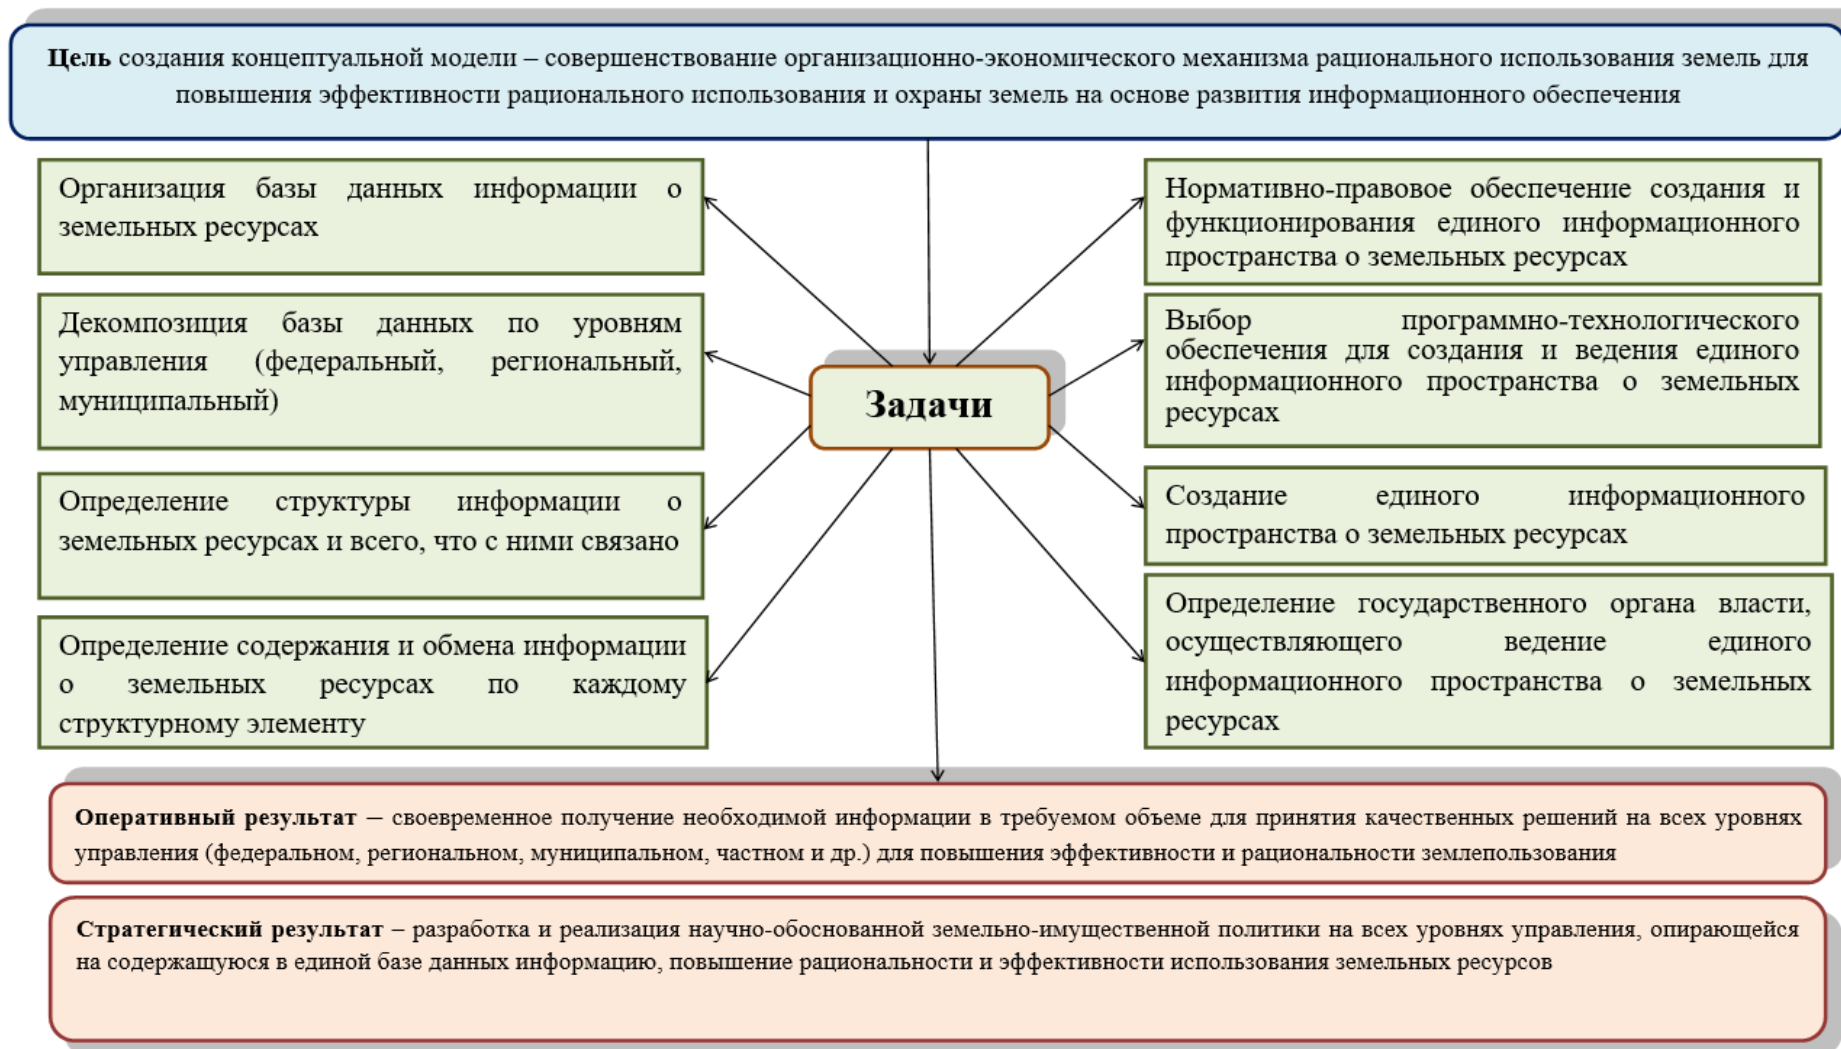 Цель создания концептуальной модели – совершенствование организационно-экономического механизма рационального использования земель для
повышения эффективности рационального использования и охраны земель на основе развития информационного обеспечения
Организация базы данных информации о
земельных ресурсах
Декомпозиция базы данных по уровням
управления (федеральный, региональный,
муниципальный)
Определение структуры информации о
земельных ресурсах и всего, что с ними связано
Определение содержания и обмена информации
о земельных ресурсах по каждому
структурному элементу
Задачи
Нормативно-правовое обеспечение создания и
функционирования единого информационного
пространства о земельных ресурсах
Выбор программно-технологического
обеспечения для создания и ведения единого
информационного пространства о земельных
ресурсах
Создание единого информационного
пространства о земельных ресурсах
Определение государственного органа власти,
осуществляющего ведение единого
информационного пространства о земельных
ресурсах
Оперативный результат – своевременное получение необходимой информации в требуемом объеме для принятия качественных решений на всех уровнях
управления (федеральном, региональном, муниципальном, частном и др.) для повышения эффективности и рациональности землепользования
Стратегический результат – разработка и реализация научно-обоснованной земельно-имущественной политики на всех уровнях управления, опирающейся
на содержащуюся в единой базе данных информацию, повышение рациональности и эффективности использования земельных ресурсов